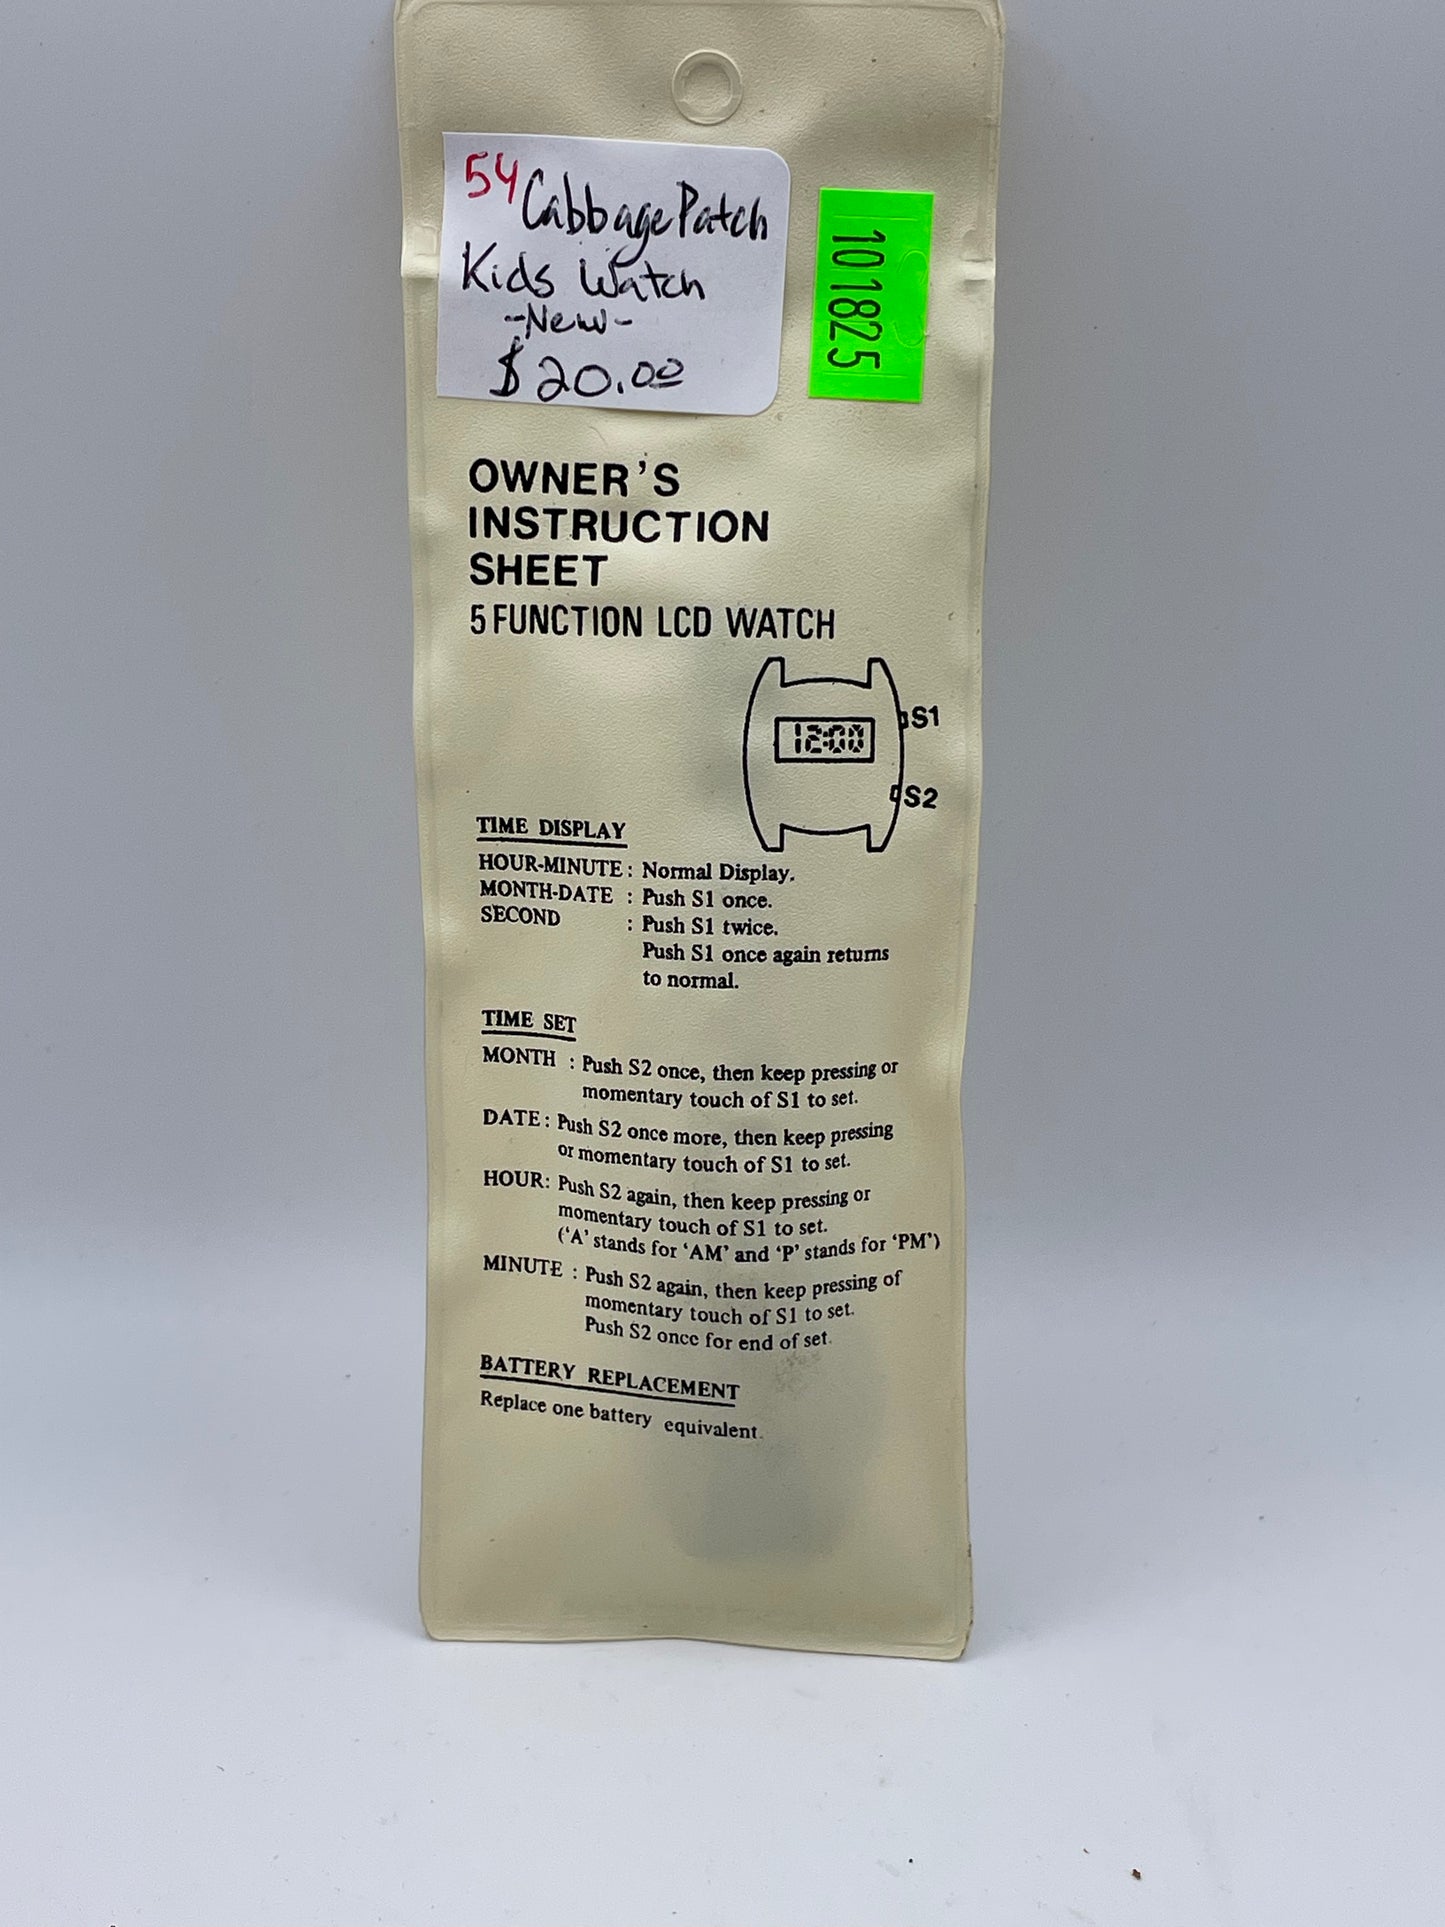 54 Cabbage Patch
Kids Watch
-New-
$20.00
101825
OWNER'S
INSTRUCTION
SHEET
5 FUNCTION LCD WATCH
12:00
S1
S2
TIME DISPLAY
HOUR-MINUTE : Normal Display.
MONTH-DATE : Push S1 once.
SECOND : Push S1 twice.
Push S1 once again returns
to normal.
TIME SET
MONTH : Push S2 once, then keep pressing or
momentary touch of S1 to set.
DATE : Push S2 once more, then keep pressing
or momentary touch of S1 to set.
HOUR: Push S2 again, then keep pressing or
momentary touch of S1 to set.
('A' stands for 'AM' and 'P' stands for 'PM')
MINUTE : Push S2 again, then keep pressing of
momentary touch of S1 to set.
Push S2 once for end of set.
BATTERY REPLACEMENT
Replace one battery equivalent.